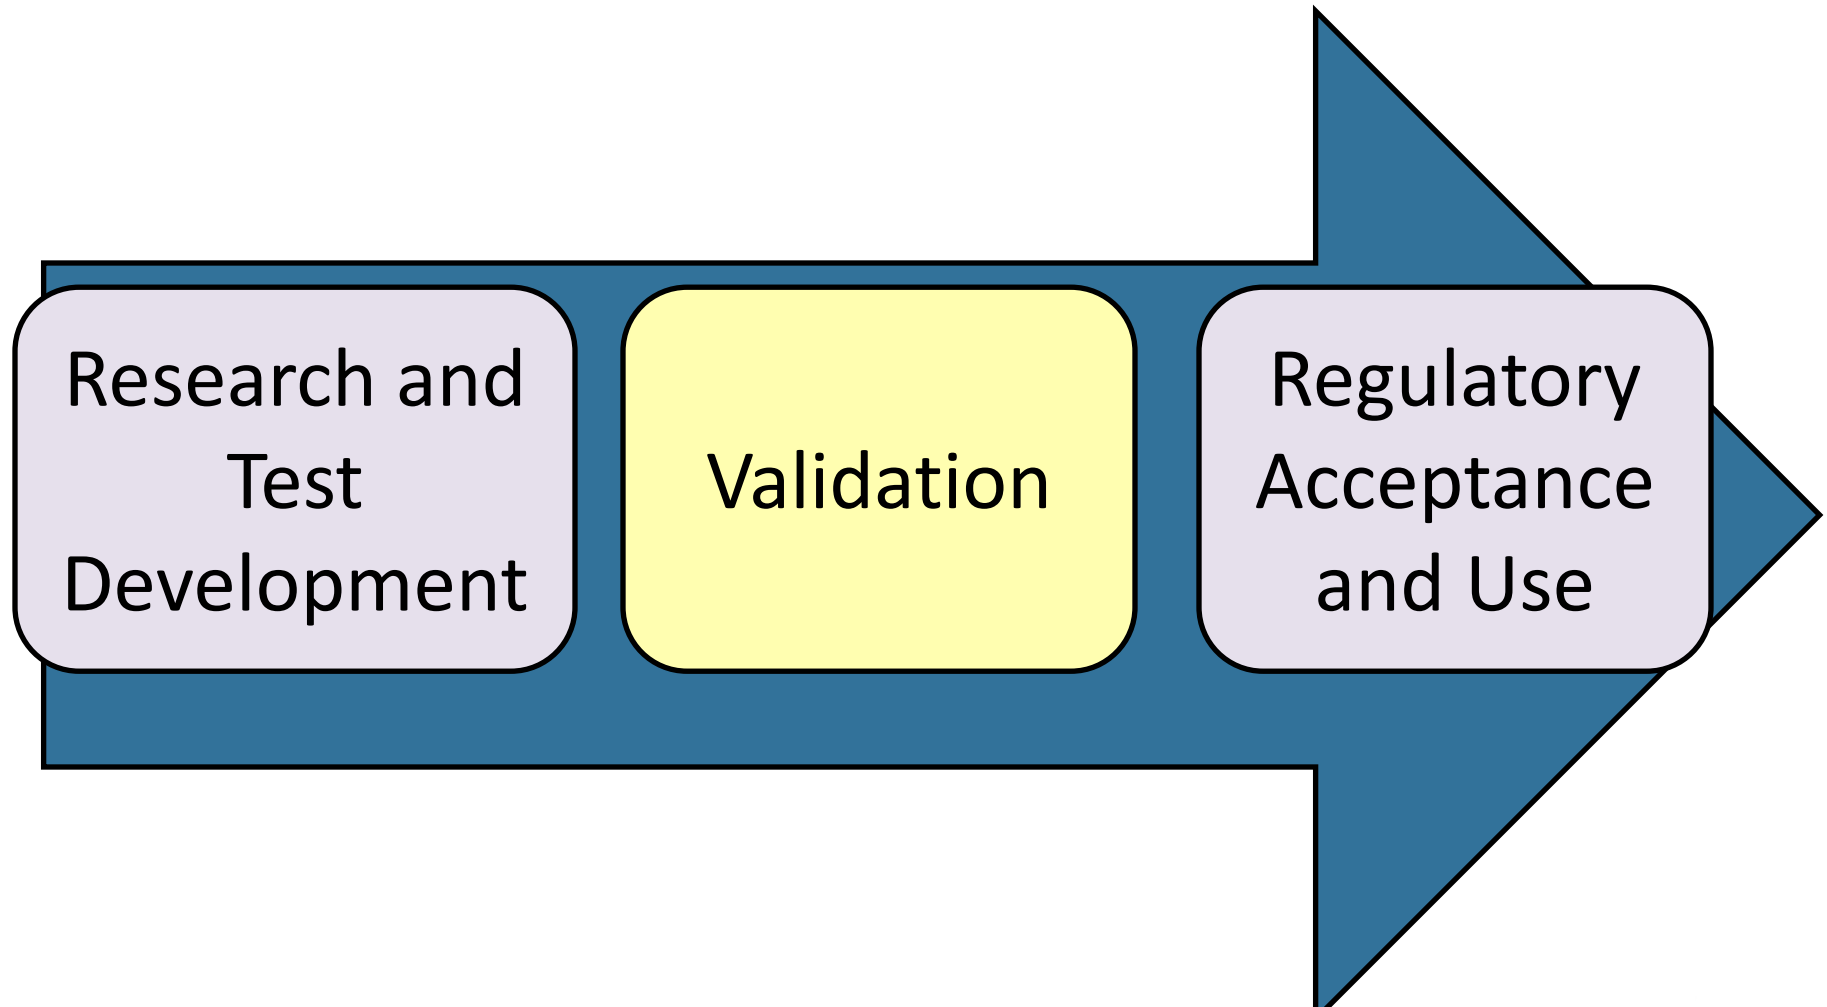 Research and
Test
Development
Validation
Regulatory
Acceptance
and Use